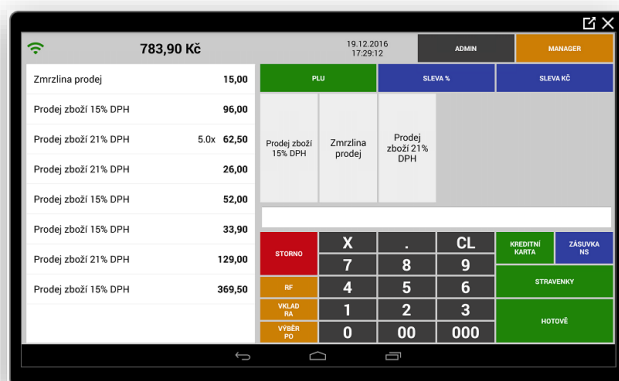 783,90 Kč
19.12.2016
17:29:12
ADMIN
MANAGER
Zmrzlina prodej 15,00
Prodej zboží 15% DPH 96,00
Prodej zboží 21% DPH 5.0x 62,50
Prodej zboží 21% DPH 26,00
Prodej zboží 15% DPH 52,00
Prodej zboží 15% DPH 33,90
Prodej zboží 21% DPH 129,00
Prodej zboží 15% DPH 369,50
PLU
SLEVA %
SLEVA KČ
Prodej zboží
15% DPH
Zmrzlina
prodej
Prodej
zboží 21%
DPH
STORNO
X . CL
KREDITNÍ
KARTA
ZÁSUVKA
NS
7 8 9
RF
4 5 6
STRAVENKY
VKLAD
RA
1 2 3
HOTOVĚ
VÝBĚR
PO
0 00 000